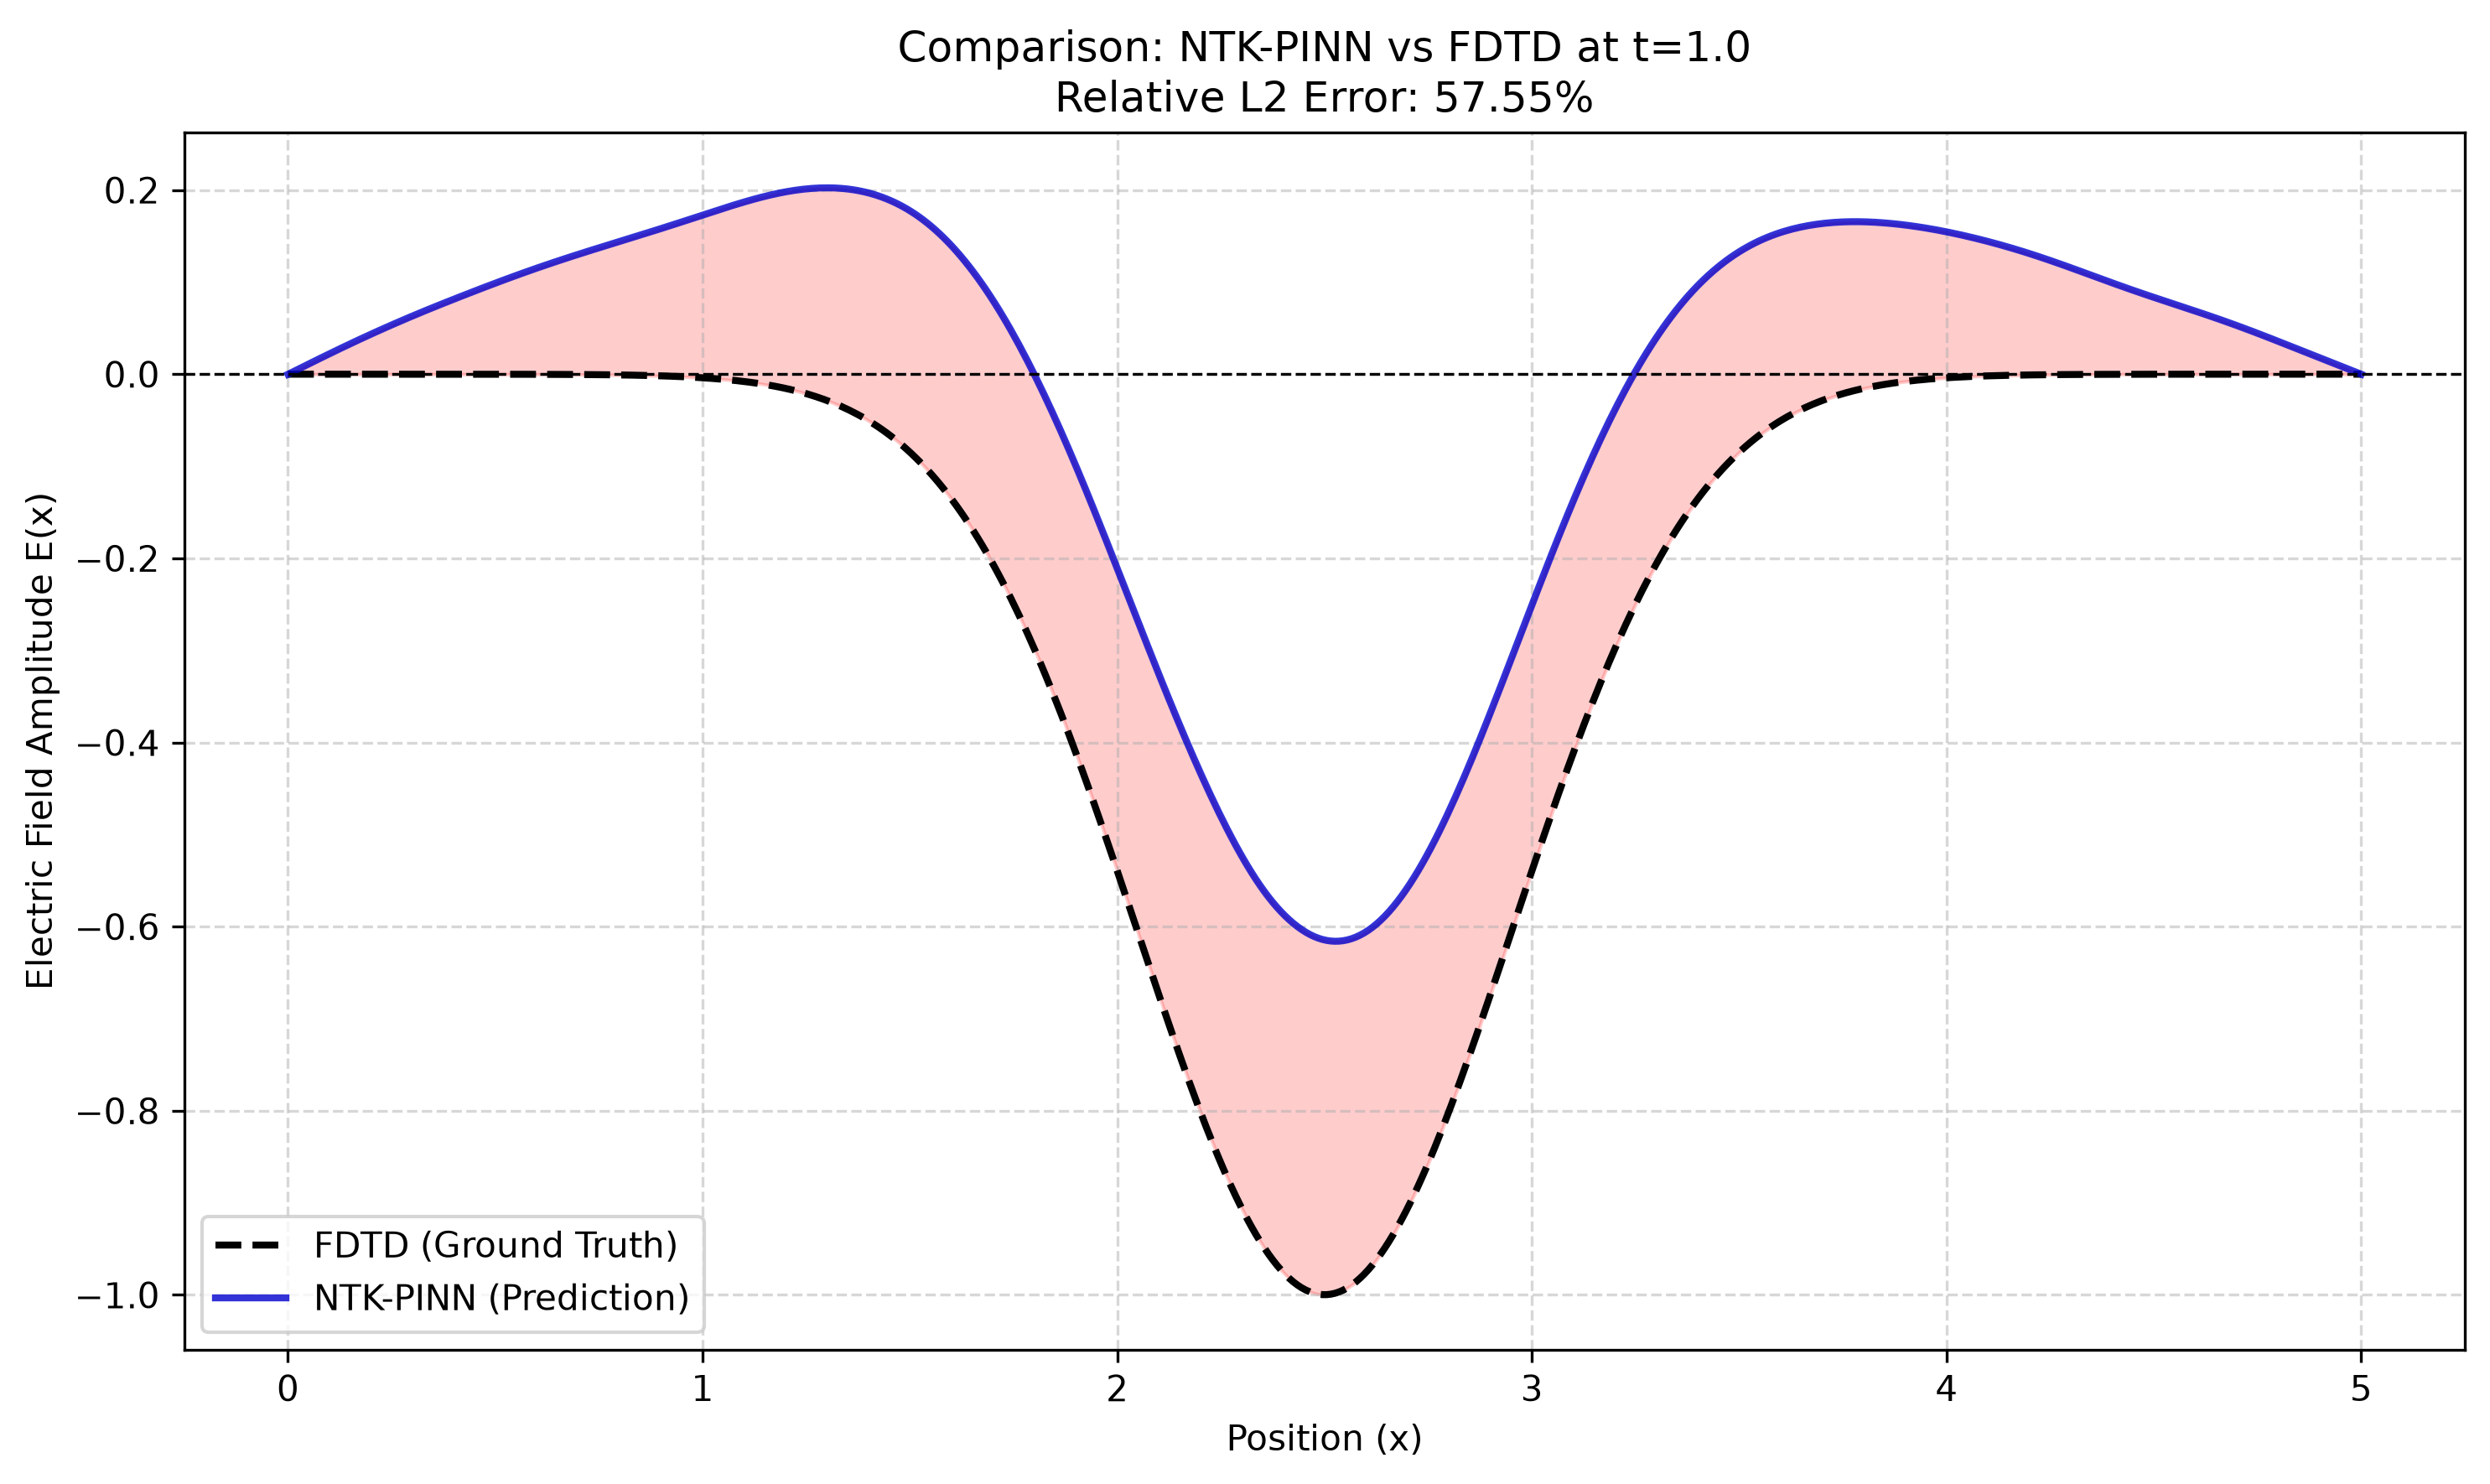 Comparison: NTK-PINN vs FDTD at t=1.0
Relative L2 Error: 57.55%
Electric Field Amplitude E(x)
0.2
0.0
−0.2
−0.4
−0.6
−0.8
−1.0
FDTD (Ground Truth)
NTK-PINN (Prediction)
0 1 2 3 4 5
Position (x)